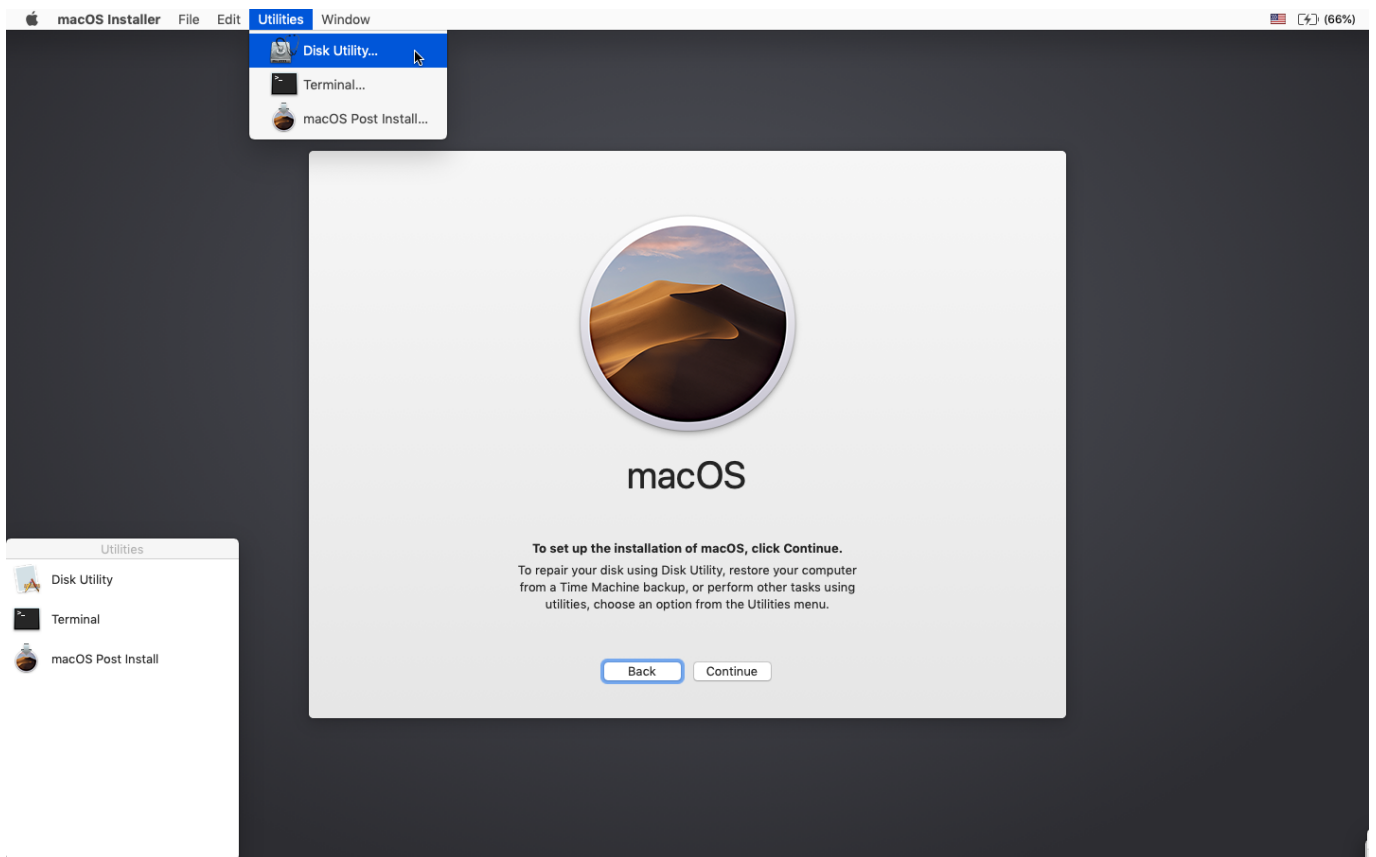 macOS Installer File Edit Utilities Window (66%)
Disk Utility...
Terminal...
macOS Post Install...
macOS
To set up the installation of macOS, click Continue.
To repair your disk using Disk Utility, restore your computer
from a Time Machine backup, or perform other tasks using
utilities, choose an option from the Utilities menu.
Back Continue
Utilities
Disk Utility
Terminal
macOS Post Install